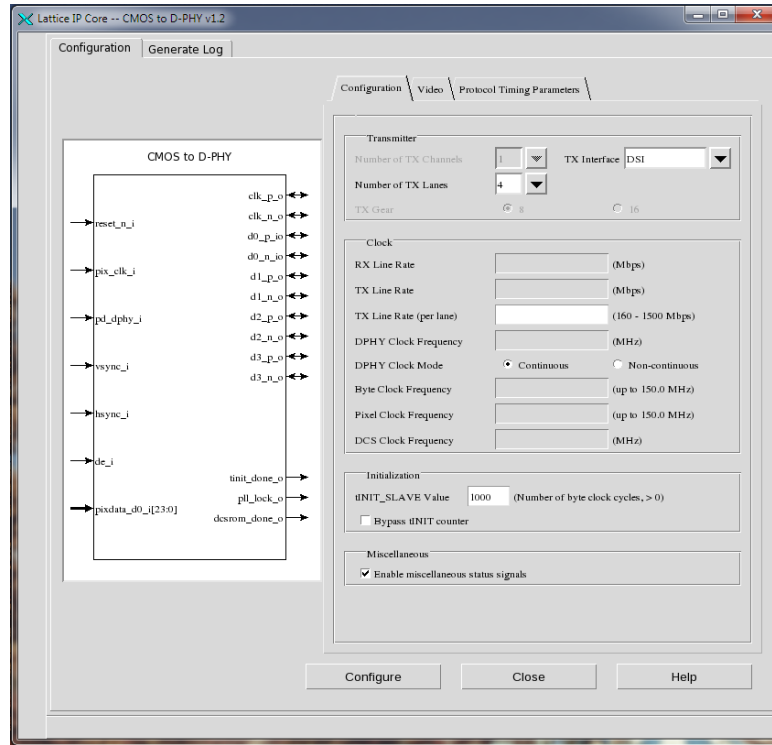 Lattice IP Core -- CMOS to D-PHY v1.2
Configuration Generate Log
Configuration Video Protocol Timing Parameters
CMOS to D-PHY
reset_n_i
pix_clk_i
pd_dphy_i
vsync_i
hsync_i
de_i
pixdata_d0_i[23:0]
clk_p_o
clk_n_o
d0_p_io
d0_n_io
d1_p_o
d1_n_o
d2_p_o
d2_n_o
d3_p_o
d3_n_o
tinit_done_o
pll_lock_o
dcsrom_done_o
Transmitter
Number of TX Channels 1 TX Interface DSI
Number of TX Lanes 4
TX Gear 8 16
Clock
RX Line Rate (Mbps)
TX Line Rate (Mbps)
TX Line Rate (per lane) (160 - 1500 Mbps)
DPHY Clock Frequency (MHz)
DPHY Clock Mode Continuous Non-continuous
Byte Clock Frequency (up to 150.0 MHz)
Pixel Clock Frequency (up to 150.0 MHz)
DCS Clock Frequency (MHz)
Initialization
tINIT_SLAVE Value 1000 (Number of byte clock cycles, > 0)
Bypass tINIT counter
Miscellaneous
Enable miscellaneous status signals
Configure Close Help